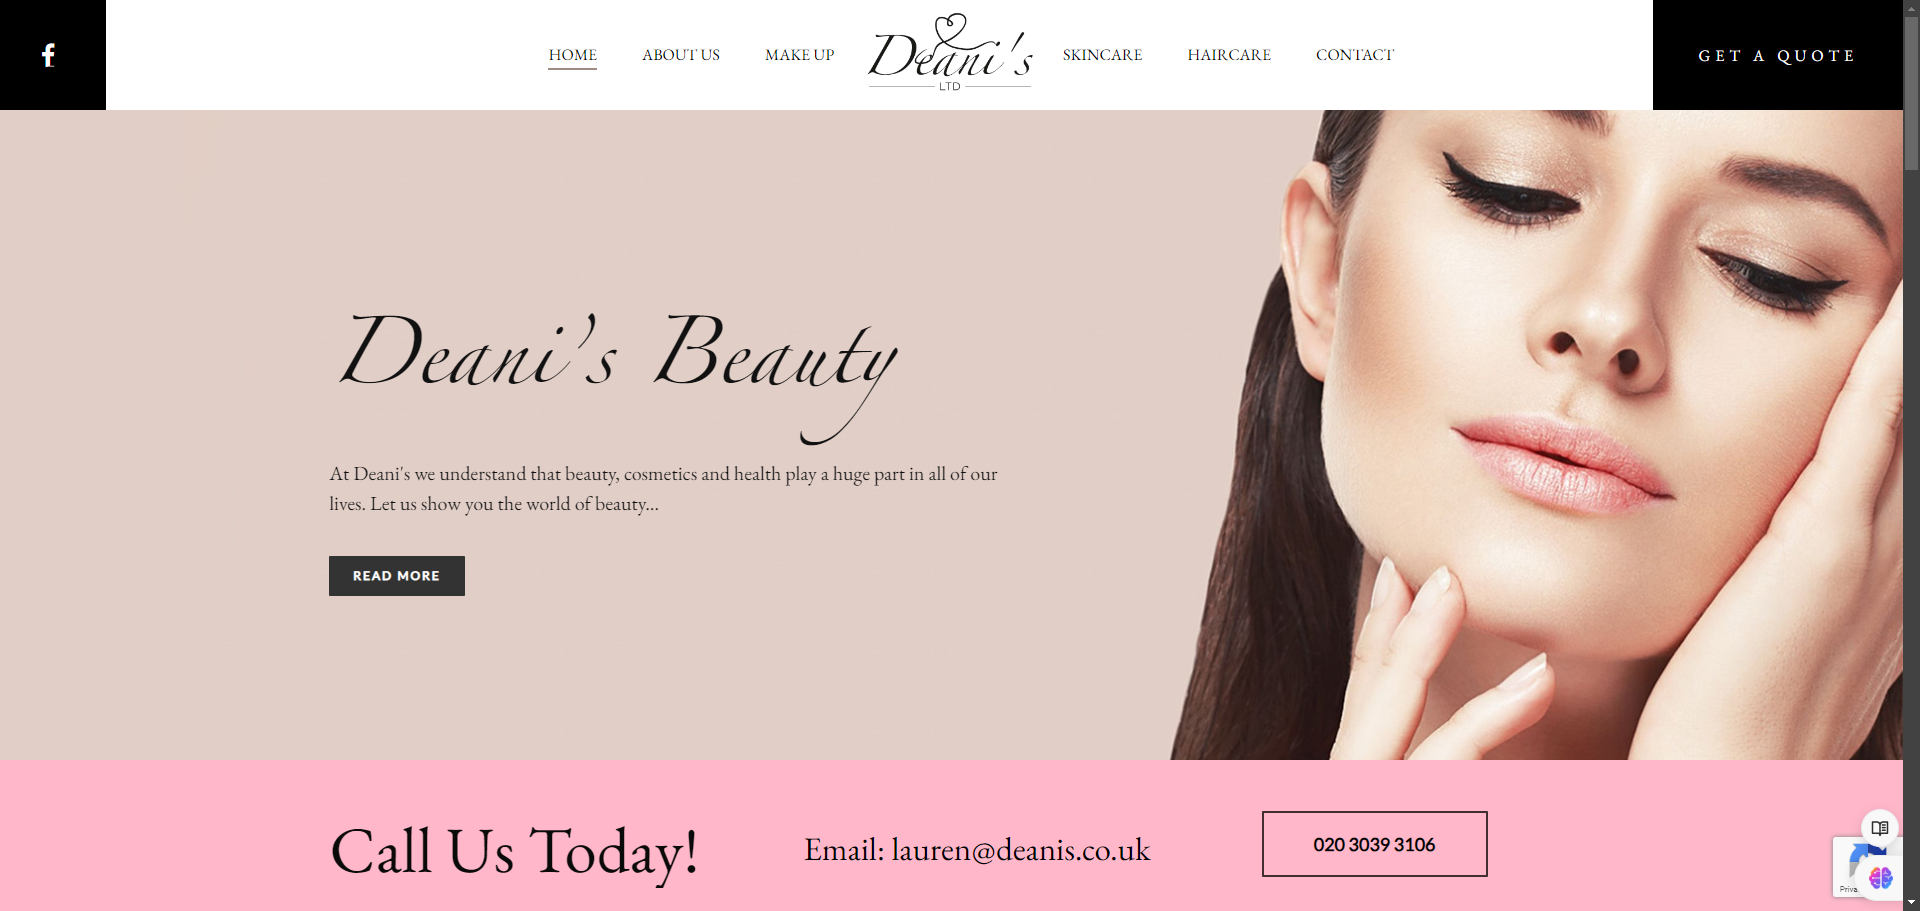 HOME
ABOUT US
MAKE UP
Deani's
LTD
SKINCARE
HAIRCARE
CONTACT
GET A QUOTE
Deani's Beauty
At Deani's we understand that beauty, cosmetics and health play a huge part in all of our
lives. Let us show you the world of beauty...
READ MORE
Call Us Today!
Email: lauren@deanis.co.uk
020 3039 3106